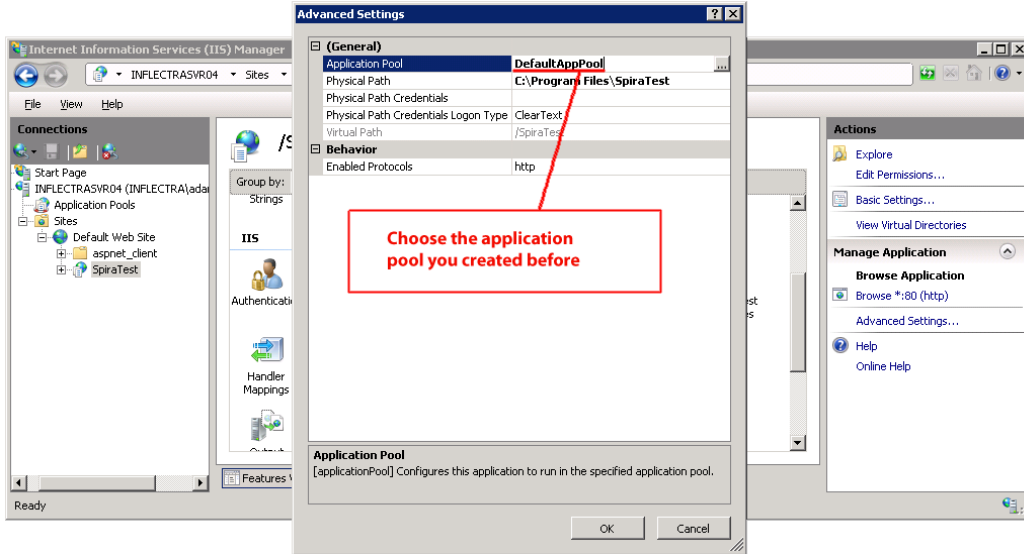 Advanced Settings
Internet Information Services (IIS) Manager
INFLECTRASVR04
Sites
File View Help
Connections
Start Page
INFLECTRASVR04 (INFLECTRA\adar
Application Pools
Sites
Default Web Site
aspnet_client
SpiraTest
Ready
Group by:
Strings
IIS
Handler
Mappings
Features
(General)
Application Pool DefaultAppPool ...
Physical Path C:\Program Files\SpiraTest
Physical Path Credentials
Physical Path Credentials Logon Type ClearText
Virtual Path /SpiraTest
Behavior
Enabled Protocols http
Choose the application
pool you created before
Application Pool
[applicationPool] Configures this application to run in the specified application pool.
OK Cancel
Actions
Explore
Edit Permissions...
Basic Settings...
View Virtual Directories
Manage Application
Browse Application
Browse *:80 (http)
Advanced Settings...
Help
Online Help